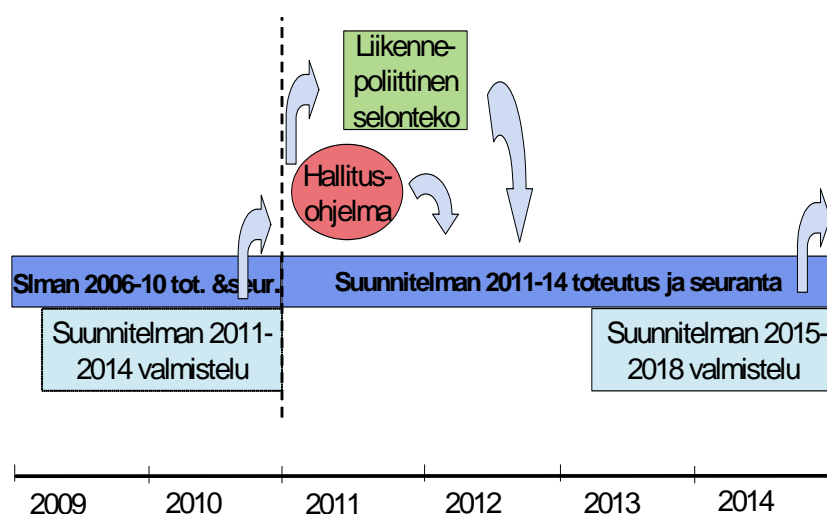 Liikenne-
poliittinen
selonteko
Hallitus-
ohjelma
Slman 2006-10 tot. &seur.
Suunnitelman 2011-14 toteutus ja seuranta
Suunnitelman 2011-
2014 valmistelu
Suunnitelman 2015-
2018 valmistelu
2009 2010 2011 2012 2013 2014